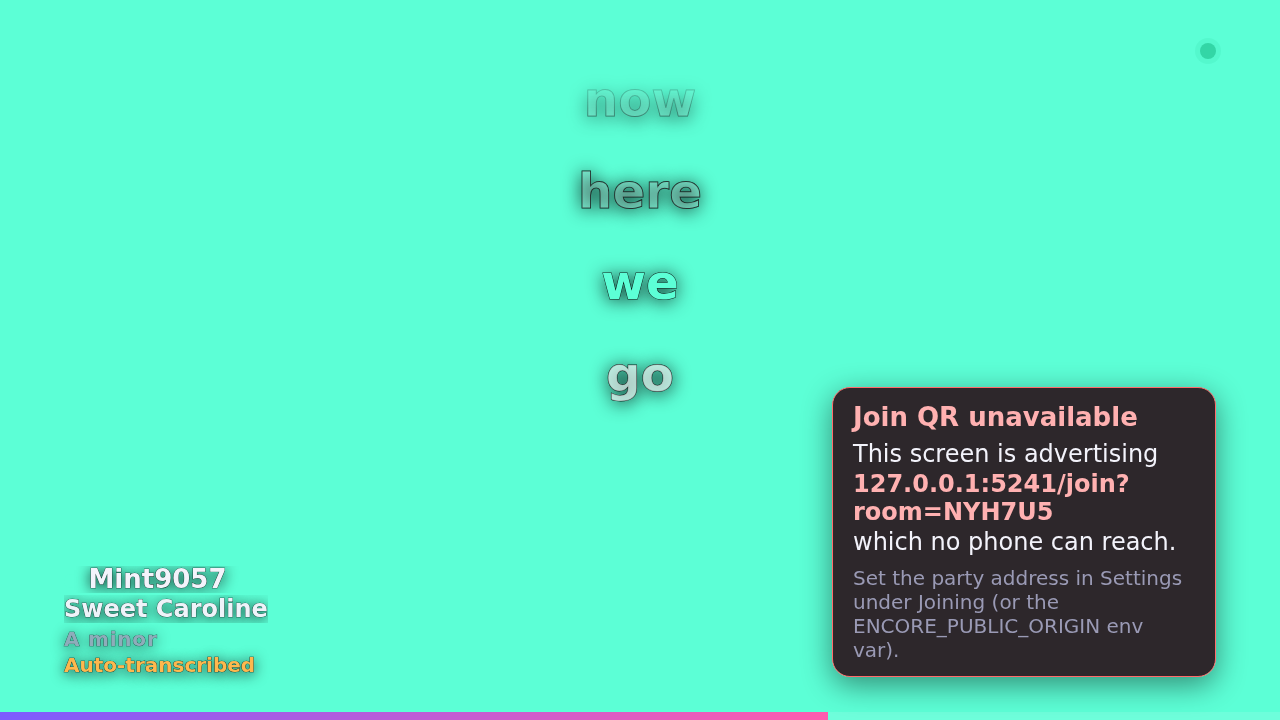 now
here
we
go
Join QR unavailable
This screen is advertising
127.0.0.1:5241/join?
room=NYH7U5
which no phone can reach.
Set the party address in Settings
under Joining (or the
ENCORE_PUBLIC_ORIGIN env
var).
Mint9057
Sweet Caroline
A minor
Auto-transcribed